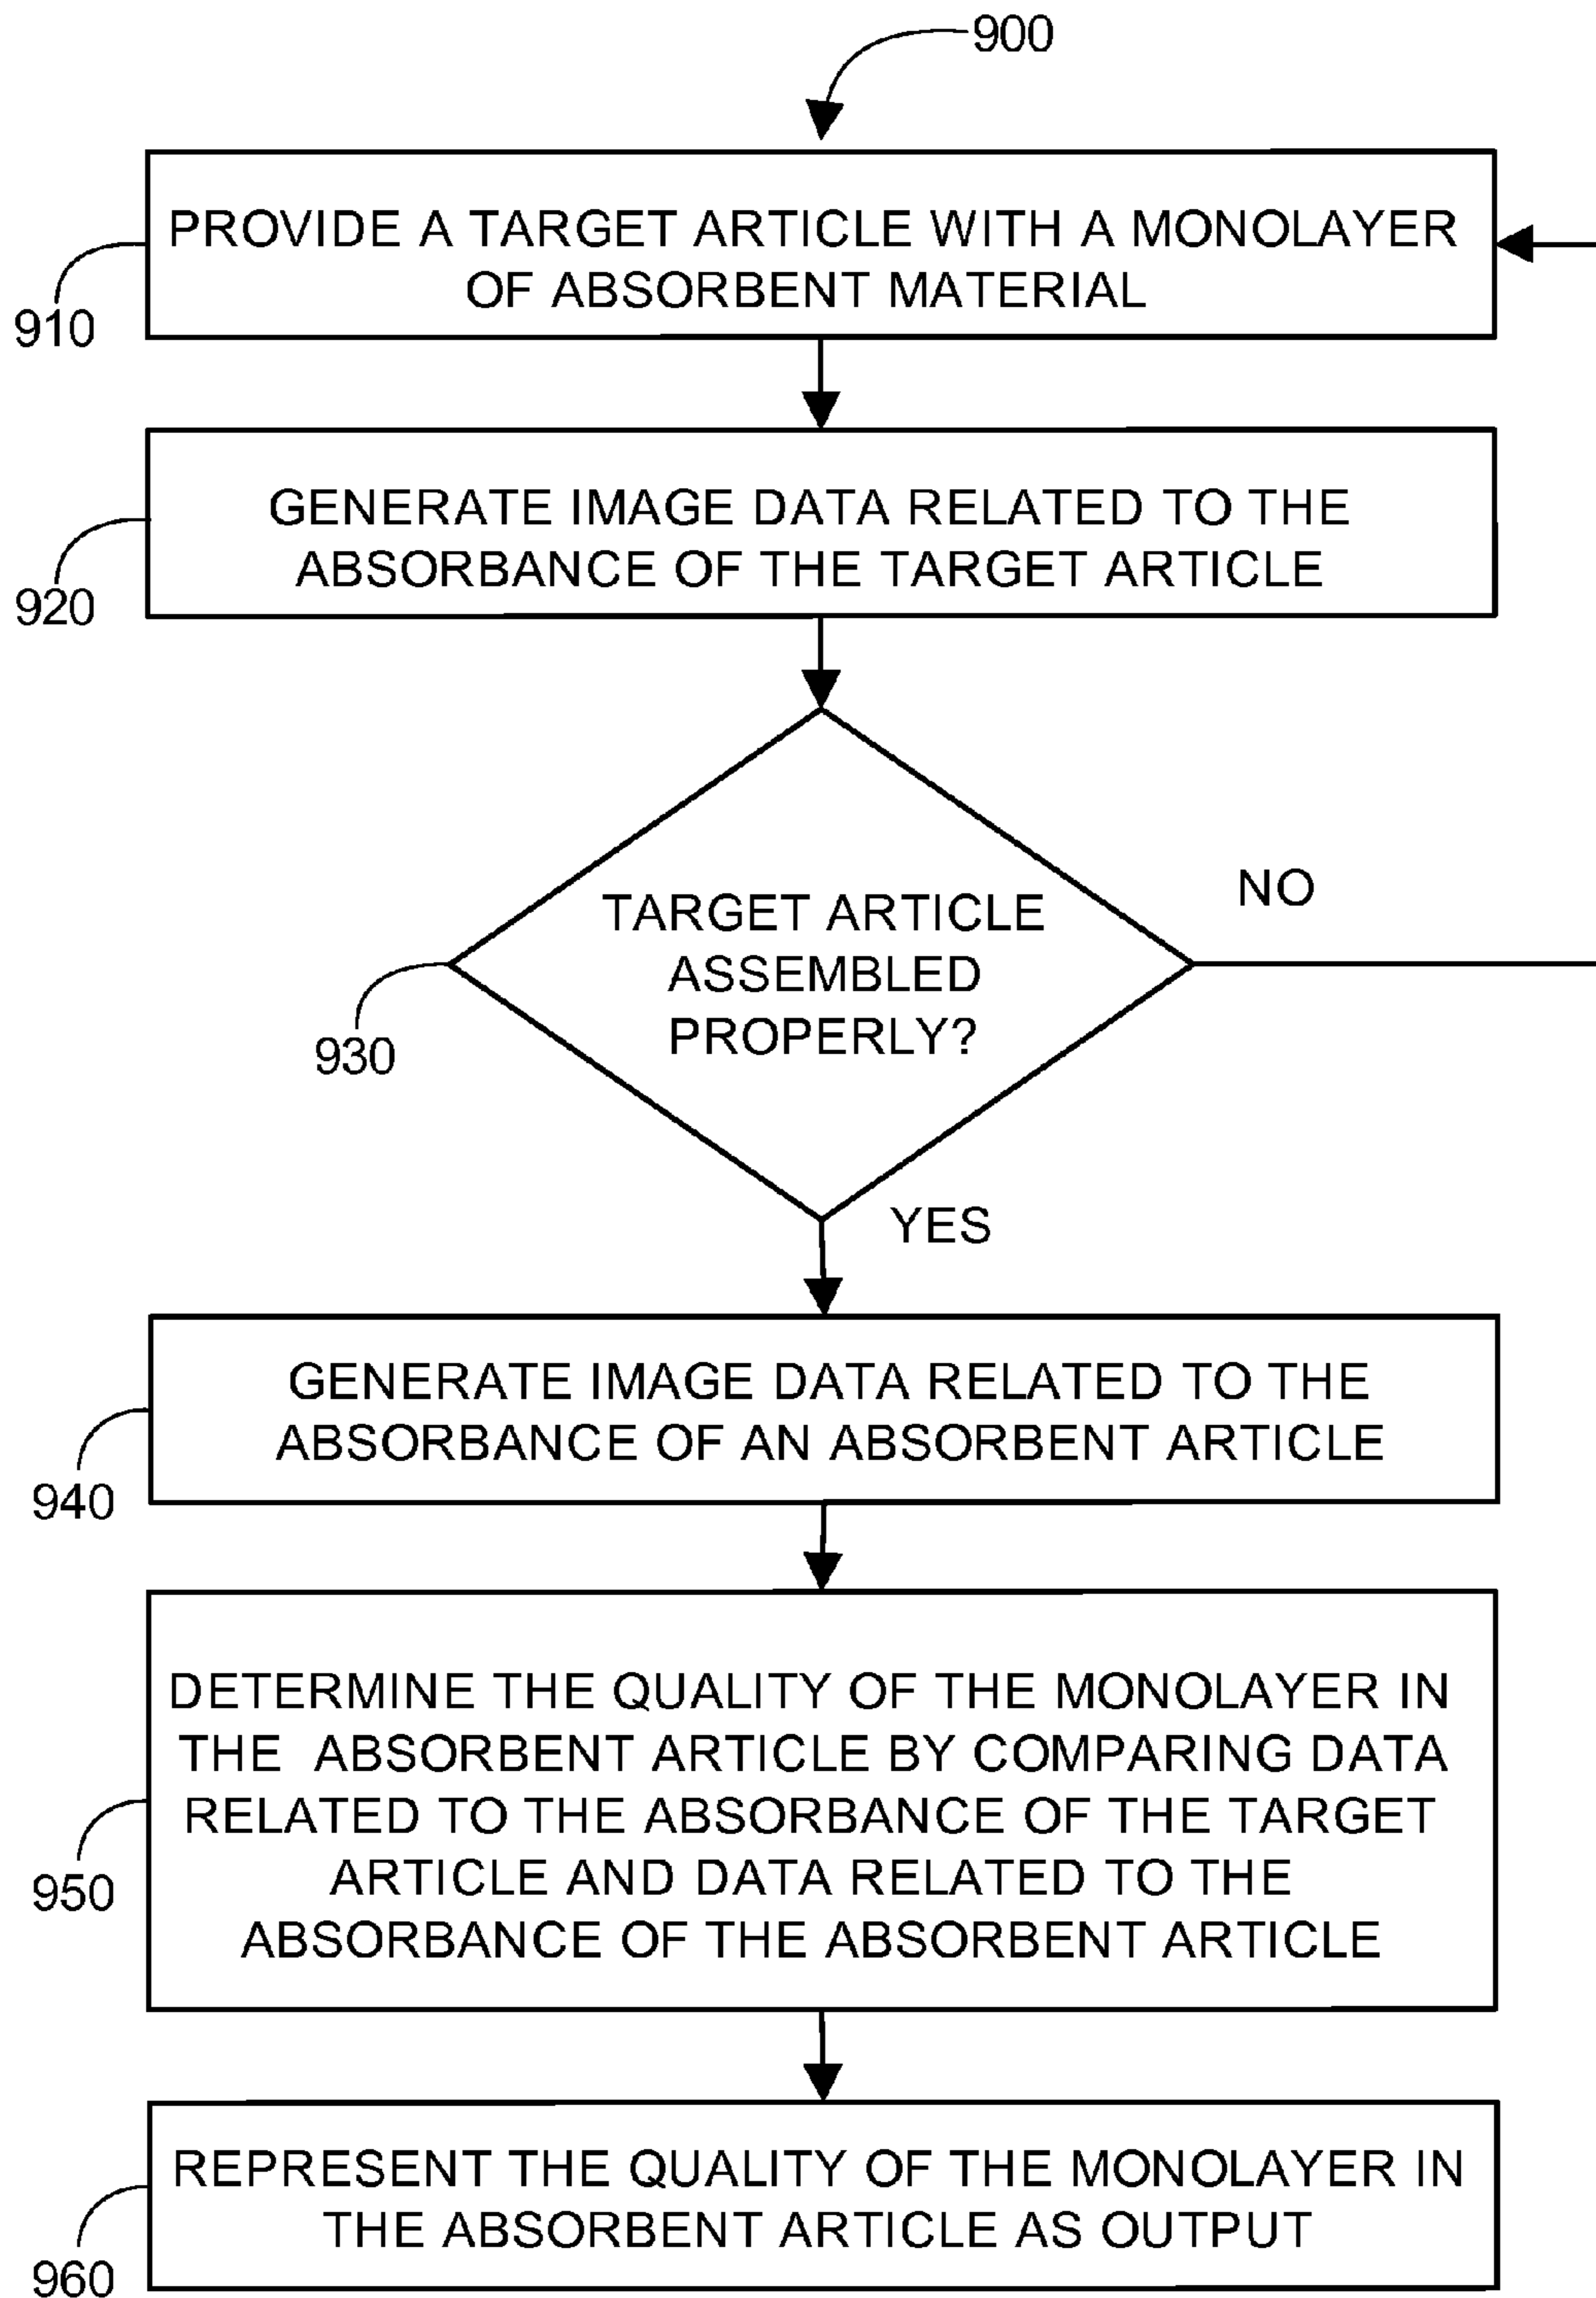 900
PROVIDE A TARGET ARTICLE WITH A MONOLAYER
OF ABSORBENT MATERIAL
910
GENERATE IMAGE DATA RELATED TO THE
ABSORBANCE OF THE TARGET ARTICLE
920
TARGET ARTICLE
ASSEMBLED
PROPERLY?
NO
930
YES
GENERATE IMAGE DATA RELATED TO THE
ABSORBANCE OF AN ABSORBENT ARTICLE
940
DETERMINE THE QUALITY OF THE MONOLAYER IN
THE ABSORBENT ARTICLE BY COMPARING DATA
RELATED TO THE ABSORBANCE OF THE TARGET
ARTICLE AND DATA RELATED TO THE
ABSORBANCE OF THE ABSORBENT ARTICLE
950
REPRESENT THE QUALITY OF THE MONOLAYER IN
THE ABSORBENT ARTICLE AS OUTPUT
960